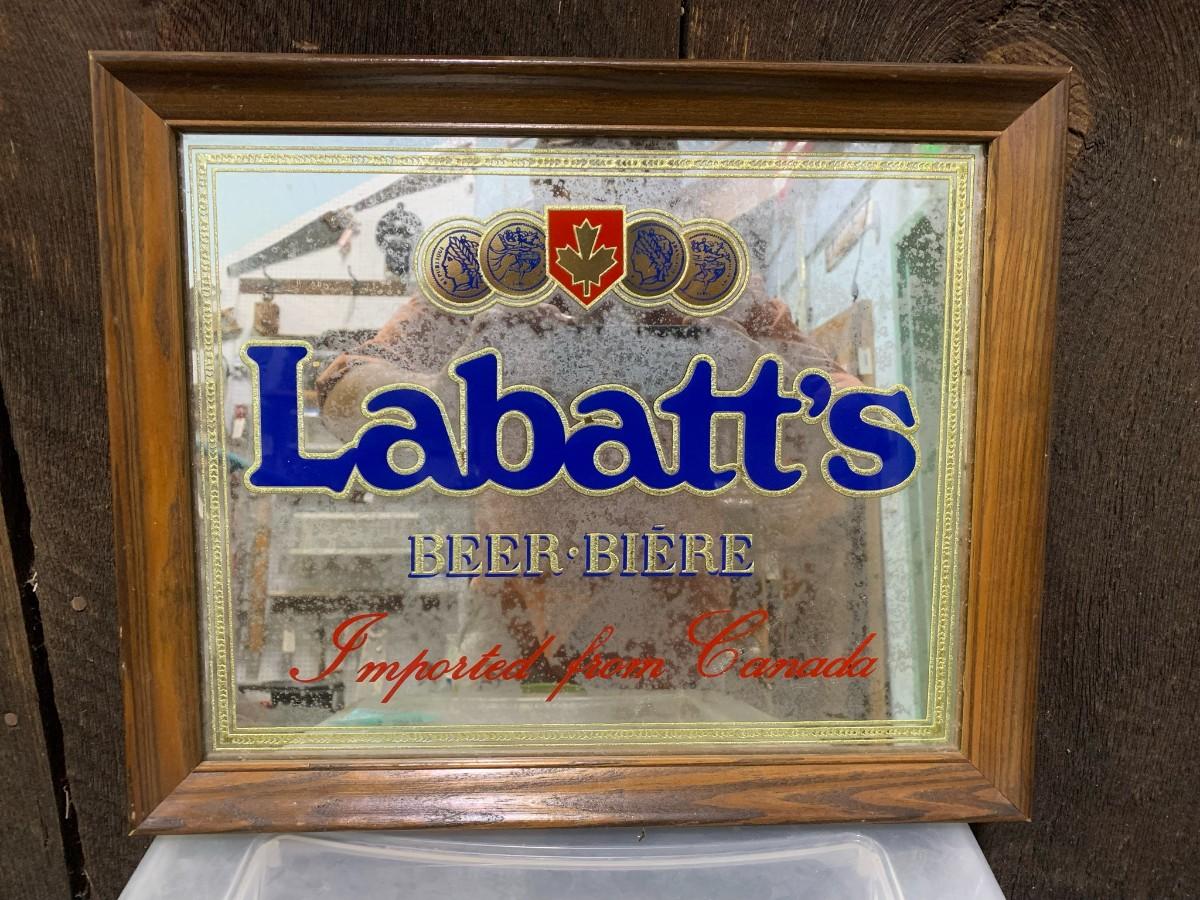 Labatt's
BEER·BIÈRE
Imported from Canada